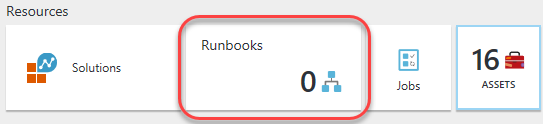 Resources
Solutions
Runbooks
0
Jobs
16
ASSETS